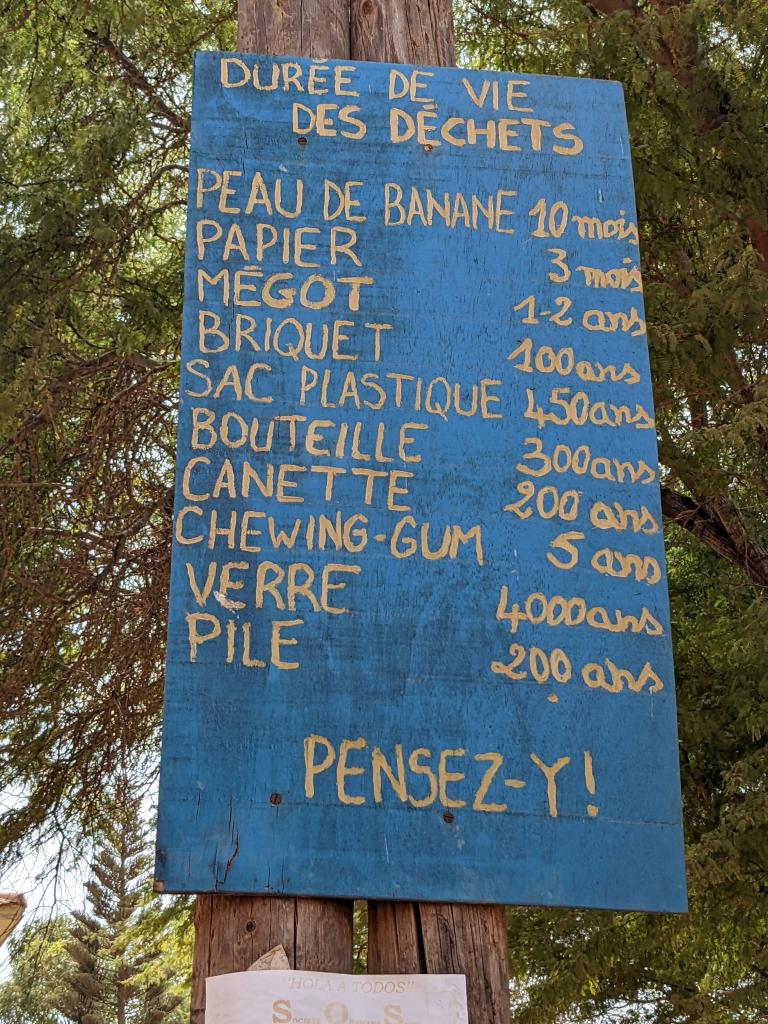 DURÉE DE VIE
DES DÉCHETS
PEAU DE BANANE 10 mois
PAPIER 3 mois
MÉGOT 1-2 ans
BRIQUET 100 ans
SAC PLASTIQUE 450 ans
BOUTEILLE 300 ans
CANETTE 200 ans
CHEWING-GUM 5 ans
VERRE 4000 ans
PILE 200 ans
PENSEZ-Y!
"HOLA A TODOS"